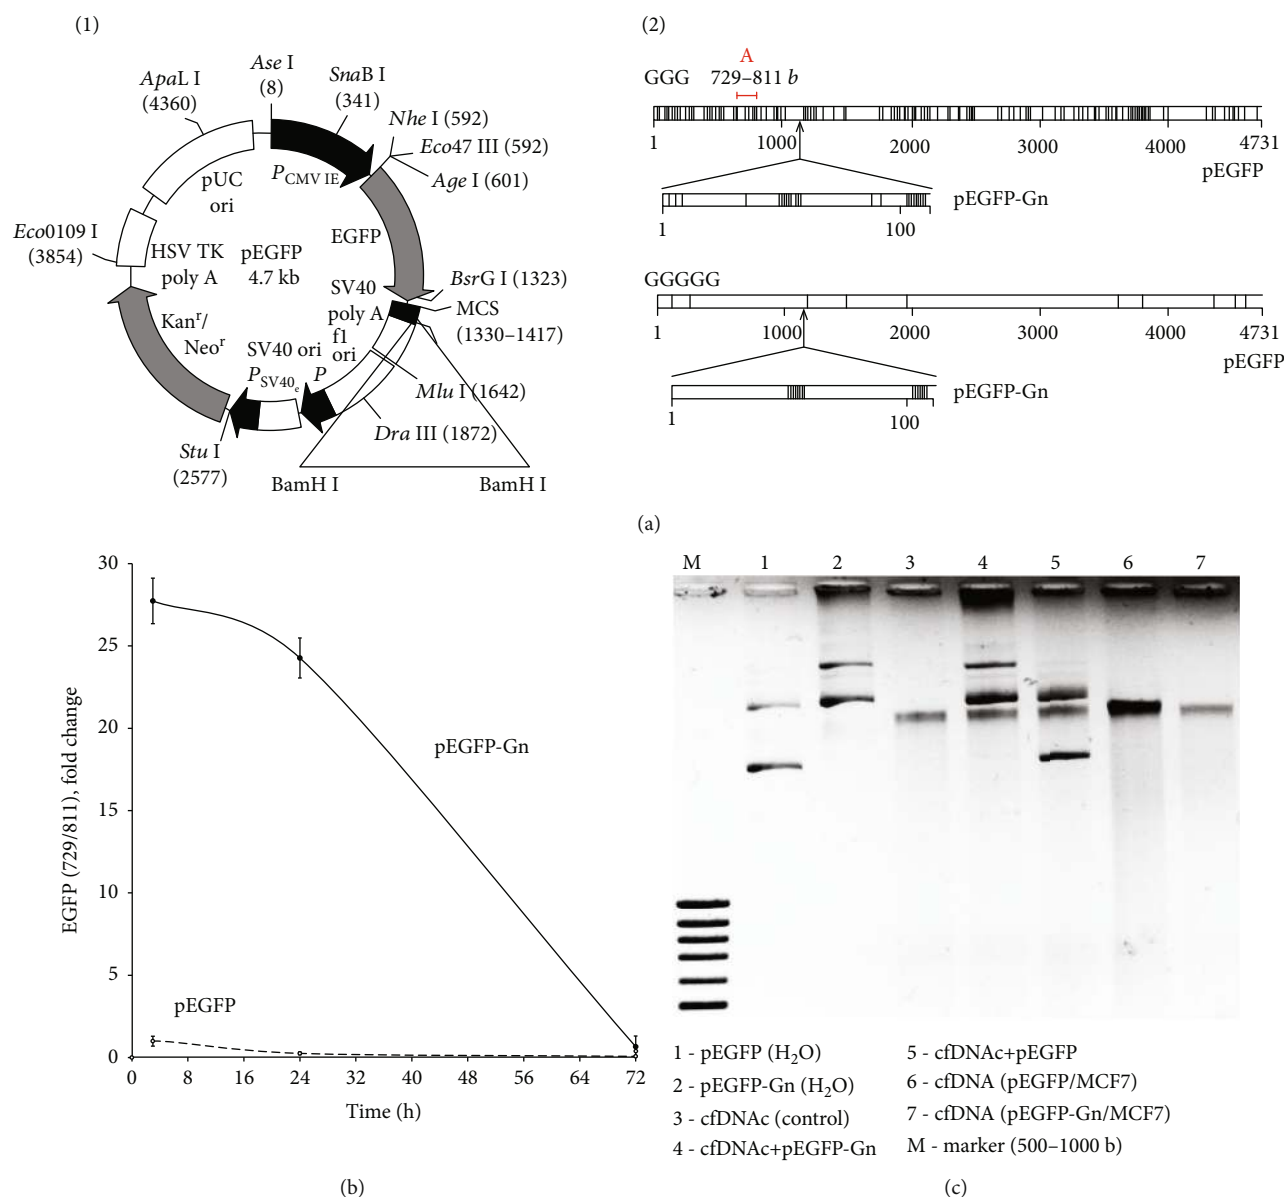 (1)
Ase I
(8)
SnaB I
(341)
ApaL I
(4360)
Nhe I (592)
Eco47 III (592)
Age I (601)
P CMV IE
pUC
ori
Eco0109 I
(3854)
HSV TK
poly A
pEGFP
4.7 kb
EGFP
SV40
poly A
f1
ori
BsrG I (1323)
MCS
(1330–1417)
Kanʳ/
Neoʳ
SV40 ori
P SV40e
P
Mlu I (1642)
Dra III (1872)
Stu I
(2577)
BamH I
BamH I
(2)
A
GGG 729–811 b
1 1000 2000 3000 4000 4731
pEGFP
pEGFP-Gn
1 100
GGGGG
1 1000 2000 3000 4000 4731
pEGFP
pEGFP-Gn
1 100
(a)
EGFP (729/811), fold change
30
25
20
15
10
5
0
pEGFP-Gn
pEGFP
0 8 16 24 32 40 48 56 64 72
Time (h)
(b)
M 1 2 3 4 5 6 7
1 - pEGFP (H₂O)
2 - pEGFP-Gn (H₂O)
3 - cfDNAc (control)
4 - cfDNAc+pEGFP-Gn
5 - cfDNAc+pEGFP
6 - cfDNA (pEGFP/MCF7)
7 - cfDNA (pEGFP-Gn/MCF7)
M - marker (500–1000 b)
(c)